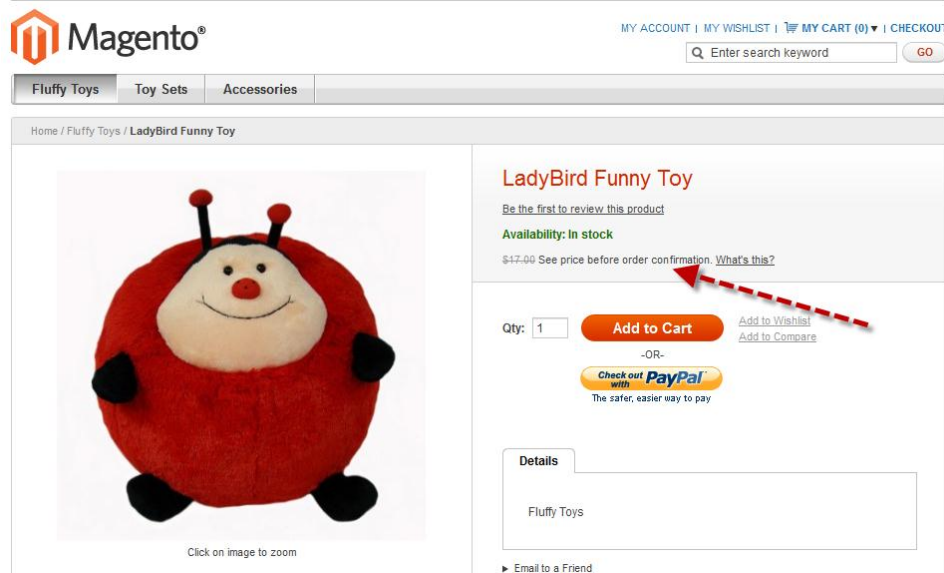 Magento®
MY ACCOUNT | MY WISHLIST | MY CART (0) ▾ | CHECKOUT
Enter search keyword GO
Fluffy Toys Toy Sets Accessories
Home / Fluffy Toys / LadyBird Funny Toy
LadyBird Funny Toy
Be the first to review this product
Availability: In stock
$17.00 See price before order confirmation. What's this?
Qty: 1 Add to Cart Add to Wishlist
Add to Compare
-OR-
Check out with PayPal
The safer, easier way to pay
Details
Fluffy Toys
Click on image to zoom
Email to a Friend